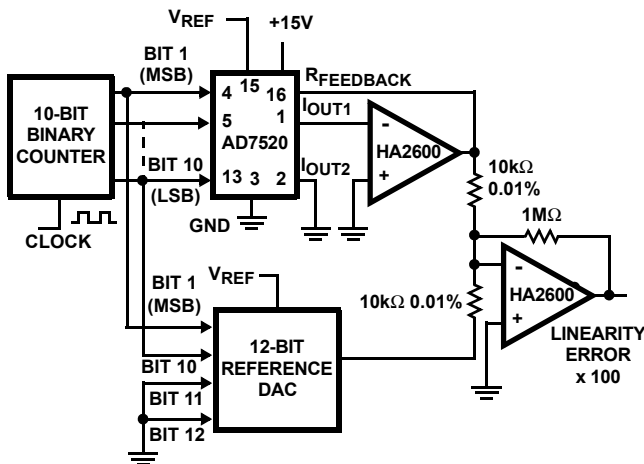 VREF
+15V
BIT 1
(MSB)
RFEEDBACK
15
4
16
IOUT1
10-BIT
BINARY
COUNTER
5
1
AD7520
-
HA2600
+
10kΩ
0.01%
BIT 10
(LSB)
IOUT2
13
3
2
1MΩ
CLOCK
GND
BIT 1
(MSB)
VREF
10kΩ 0.01%
-
HA2600
+
12-BIT
REFERENCE
DAC
LINEARITY
ERROR
x 100
BIT 10
BIT 11
BIT 12